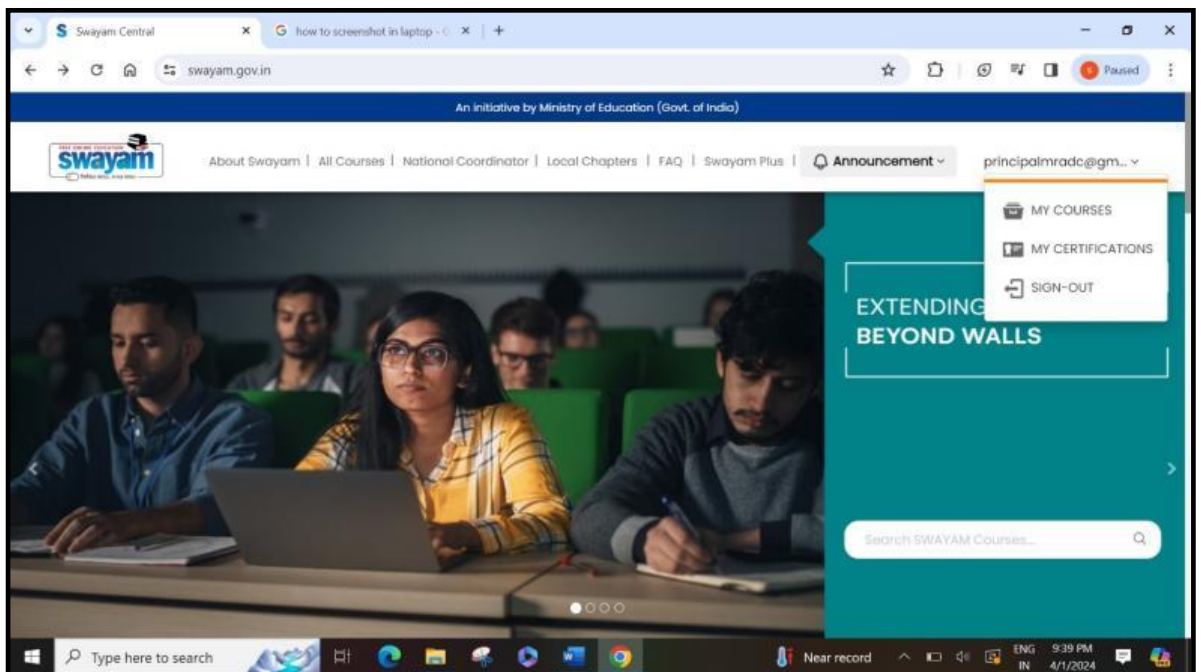 Swayam Central
how to screenshot in laptop - G
swayam.gov.in
Paused
An initiative by Ministry of Education (Govt. of India)
FREE ONLINE EDUCATION
swayam
About Swayam | All Courses | National Coordinator | Local Chapters | FAQ | Swayam Plus |
Announcement
principalmradc@gm...
MY COURSES
MY CERTIFICATIONS
SIGN-OUT
EXTENDING
BEYOND WALLS
Search SWAYAM Courses...
Type here to search
Near record
ENG
IN
9:39 PM
4/1/2024